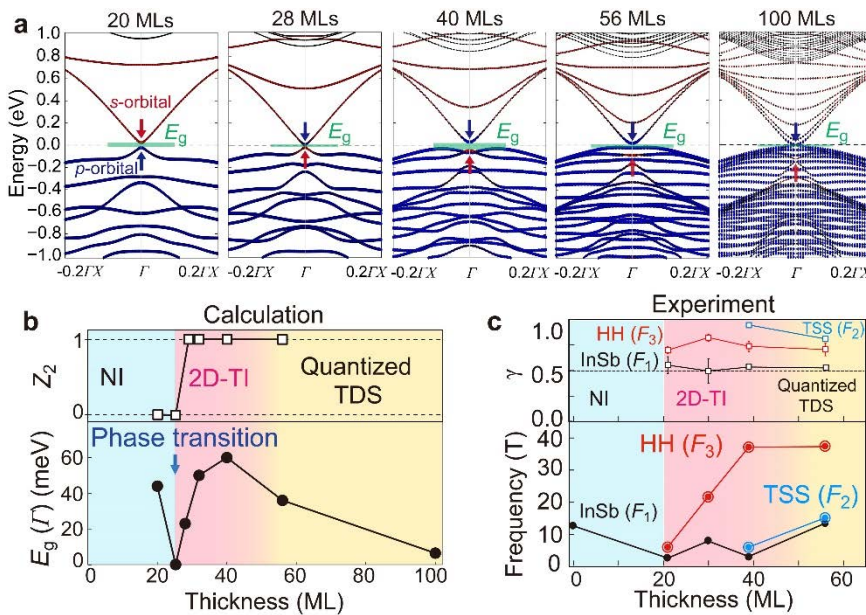 a
20 MLs
28 MLs
40 MLs
56 MLs
100 MLs
Energy (eV)
1.0
0.8
0.6
0.4
0.2
0.0
−0.2
−0.4
−0.6
−0.8
−1.0
s-orbital
p-orbital
Eg
Eg
Eg
Eg
Eg
-0.2ΓX Γ 0.2ΓX
-0.2ΓX Γ 0.2ΓX
-0.2ΓX Γ 0.2ΓX
-0.2ΓX Γ 0.2ΓX
-0.2ΓX Γ 0.2ΓX
b
Calculation
Z2
1
0
NI
2D-TI
Quantized
TDS
Phase transition
Eg (Γ) (meV)
60
40
20
0
0 20 40 60 80 100
Thickness (ML)
c
Experiment
γ
1.0
0.5
0.0
HH (F3)
TSS (F2)
InSb (F1)
NI
2D-TI
Quantized
TDS
Frequency (T)
40
30
20
10
0
HH (F3)
InSb (F1)
TSS (F2)
0 20 40 60
Thickness (ML)